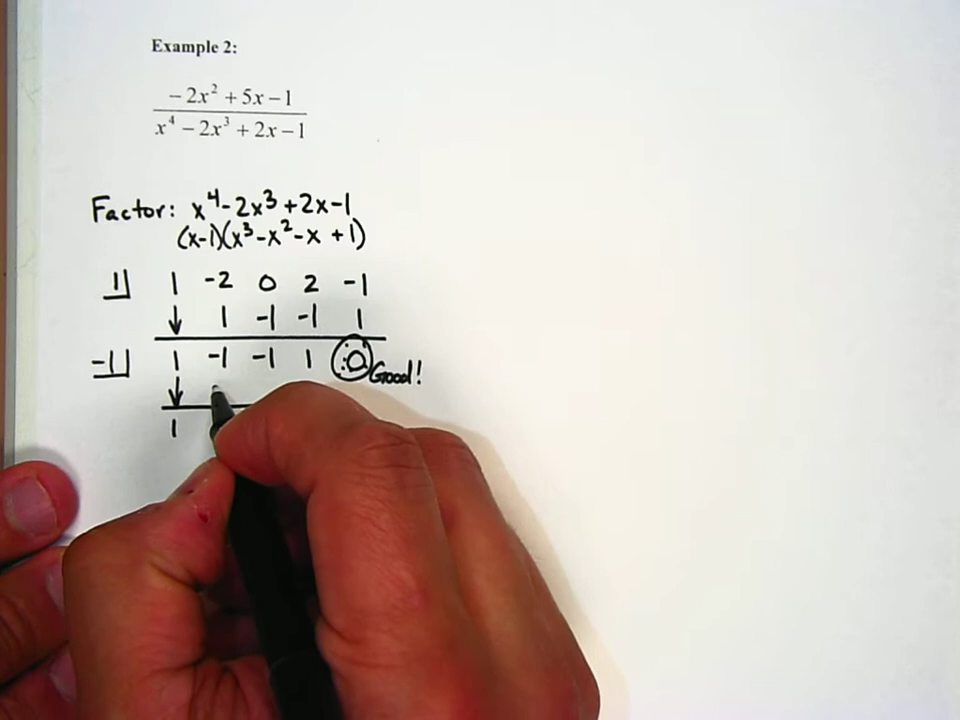 Example 2:
− 2x² + 5x − 1
x⁴ − 2x³ + 2x − 1
Factor: x⁴-2x³+2x-1
(x-1)(x³-x²-x+1)
1 1 -2 0 2 -1
↓ 1 -1 -1 1
-1 1 -1 -1 1 0 Good!
↓
1